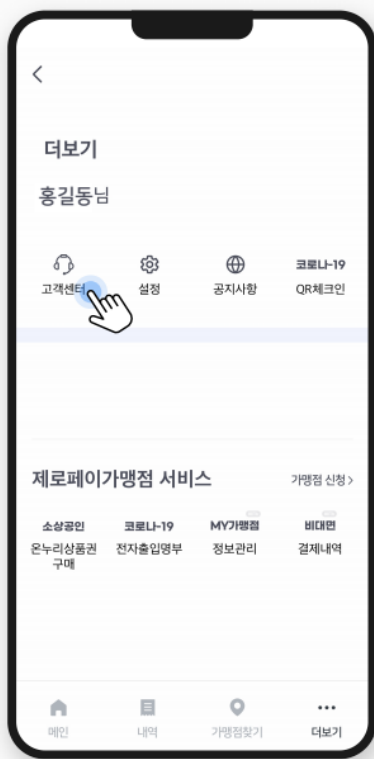 더보기
홍길동님
고객센터 설정 공지사항 코로나-19 QR체크인
제로페이가맹점 서비스 가맹점 신청 >
소상공인 코로나-19 MY가맹점 비대면
온누리상품권 전자출입명부 정보관리 결제내역
구매
메인 내역 가맹점찾기 더보기